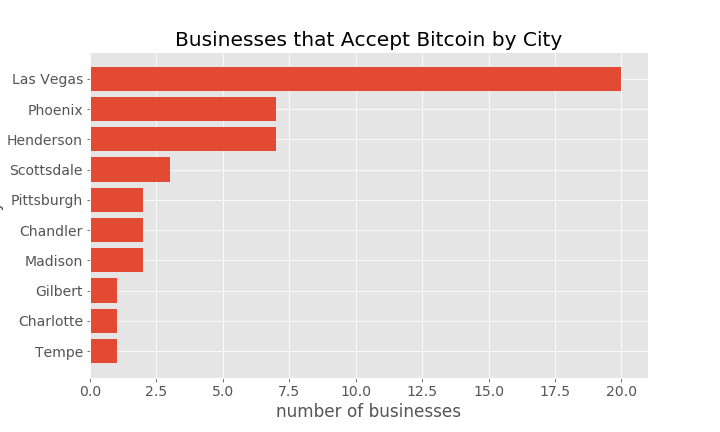 Businesses that Accept Bitcoin by City
Las Vegas
Phoenix
Henderson
Scottsdale
Pittsburgh
Chandler
Madison
Gilbert
Charlotte
Tempe
0.0 2.5 5.0 7.5 10.0 12.5 15.0 17.5 20.0
number of businesses